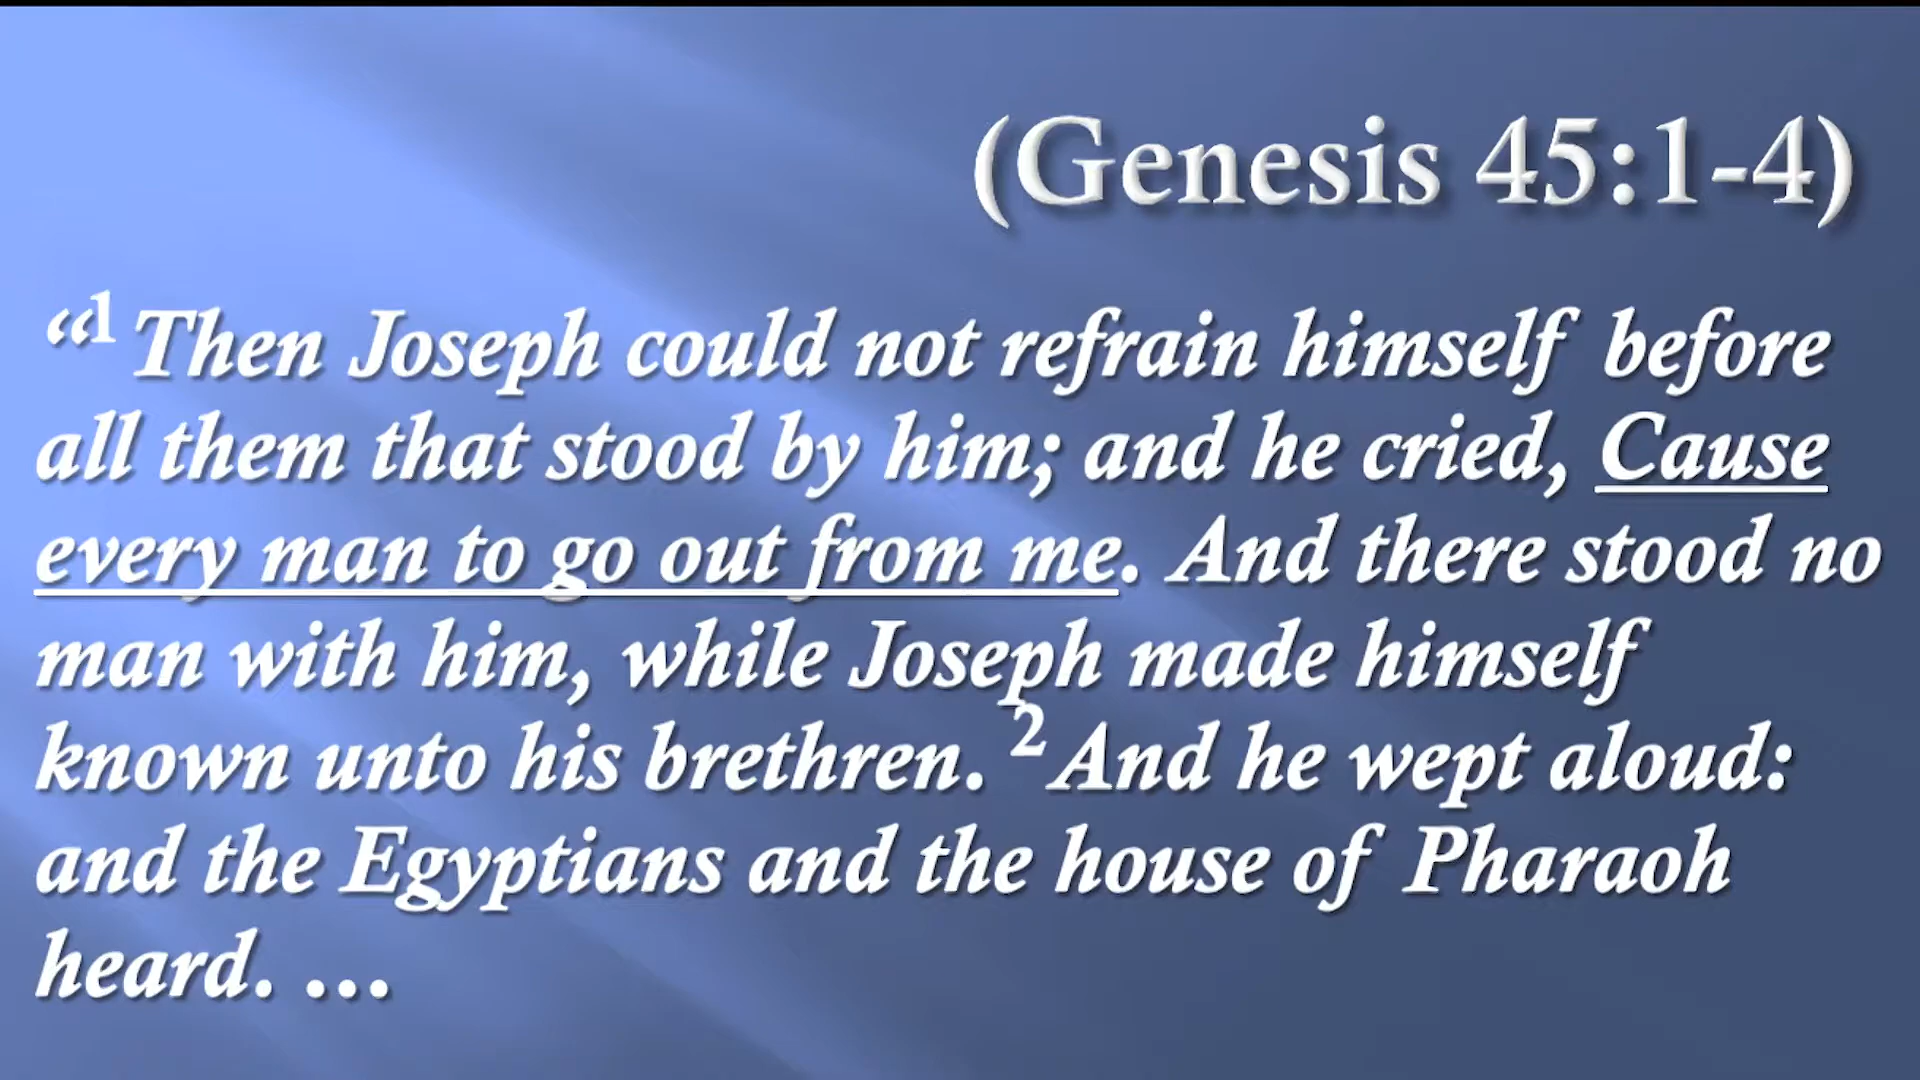 (Genesis 45:1-4)
“1 Then Joseph could not refrain himself before
all them that stood by him; and he cried, Cause
every man to go out from me. And there stood no
man with him, while Joseph made himself
known unto his brethren. 2 And he wept aloud:
and the Egyptians and the house of Pharaoh
heard. …